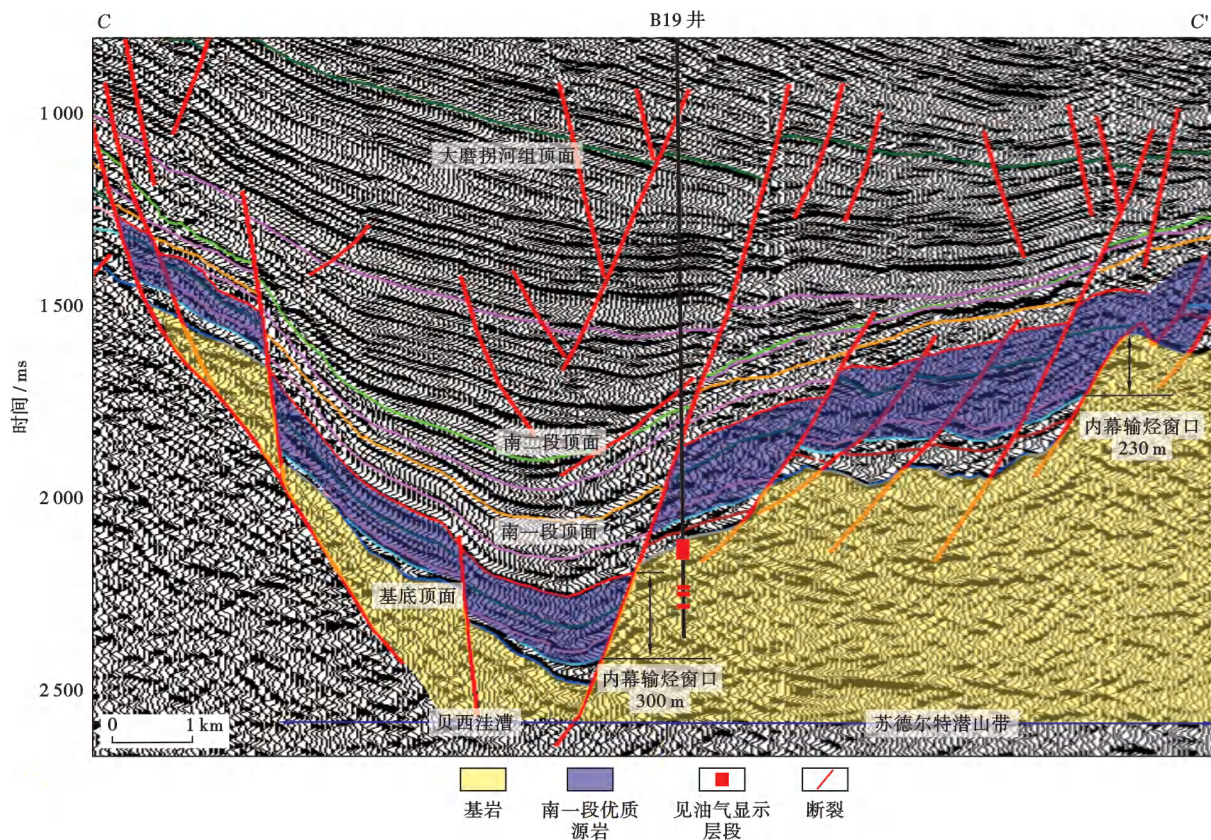 C
B19 井
C'
时间 / ms
1 000
1 500
2 000
2 500
大磨拐河组顶面
南二段顶面
南一段顶面
基底顶面
内幕输烃窗口
230 m
内幕输烃窗口
300 m
0 1 km
贝西洼漕
苏德尔特潜山带
基岩
南一段优质
源岩
见油气显示
层段
断裂